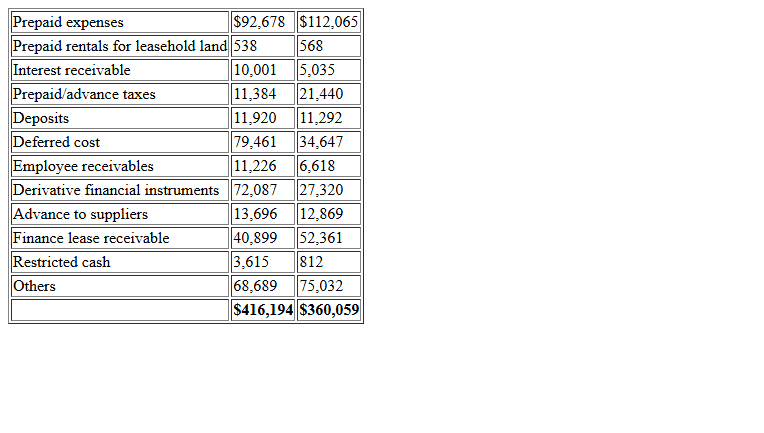 Prepaid expenses $92,678 $112,065
Prepaid rentals for leasehold land 538 568
Interest receivable 10,001 5,035
Prepaid/advance taxes 11,384 21,440
Deposits 11,920 11,292
Deferred cost 79,461 34,647
Employee receivables 11,226 6,618
Derivative financial instruments 72,087 27,320
Advance to suppliers 13,696 12,869
Finance lease receivable 40,899 52,361
Restricted cash 3,615 812
Others 68,689 75,032
$416,194 $360,059